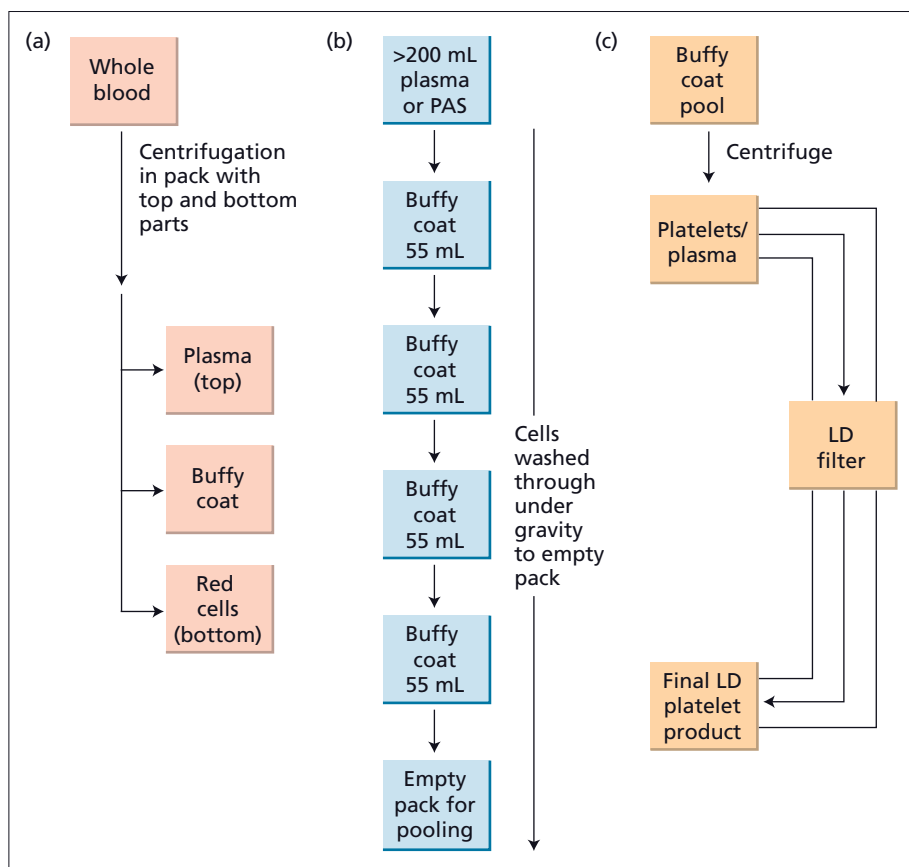 (a)
Whole
blood
Centrifugation
in pack with
top and bottom
parts
Plasma
(top)
Buffy
coat
Red
cells
(bottom)
(b)
>200 mL
plasma
or PAS
Buffy
coat
55 mL
Buffy
coat
55 mL
Buffy
coat
55 mL
Buffy
coat
55 mL
Empty
pack for
pooling
Cells
washed
through
under
gravity
to empty
pack
(c)
Buffy
coat
pool
Centrifuge
Platelets/
plasma
LD
filter
Final LD
platelet
product